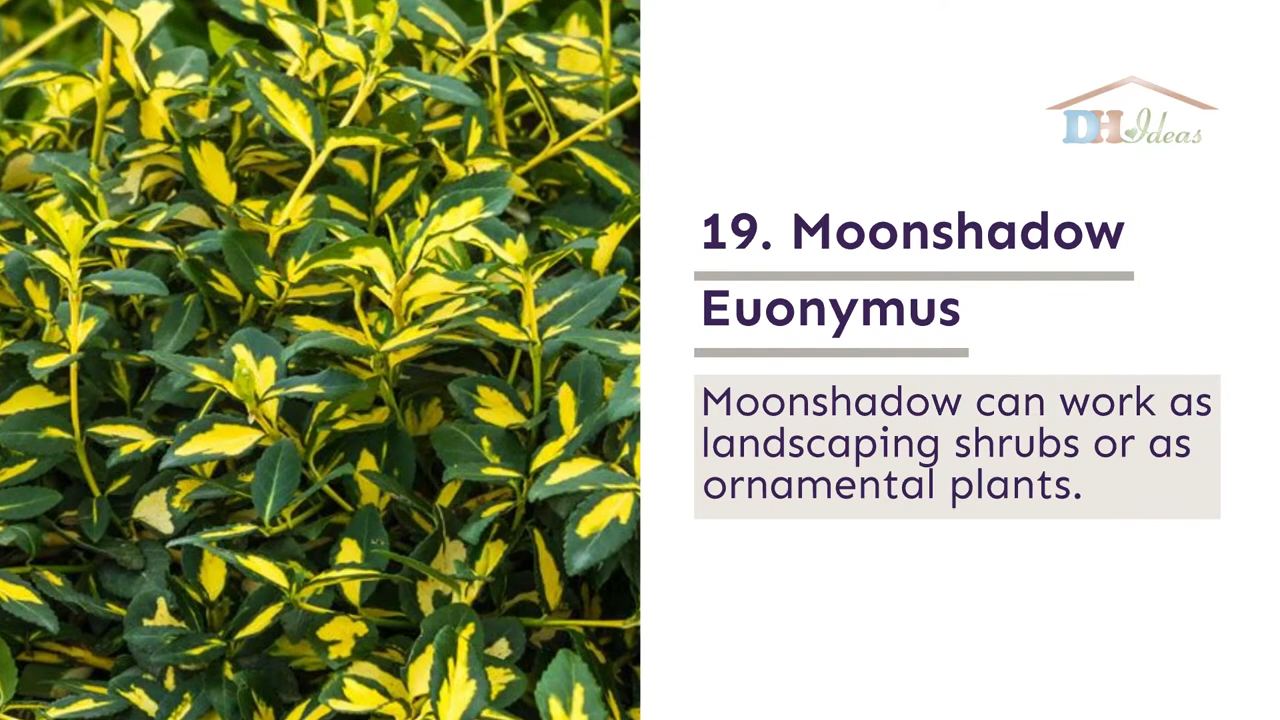 DH Ideas
19. Moonshadow
Euonymus
Moonshadow can work as
landscaping shrubs or as
ornamental plants.